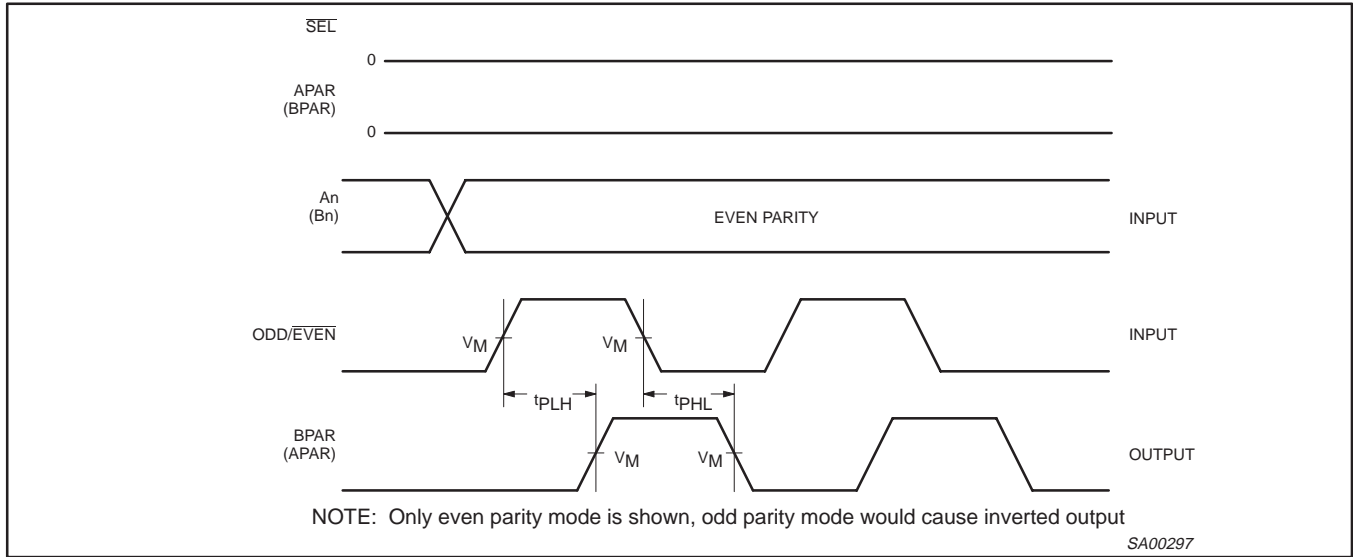 SEL
0
APAR
(BPAR)
0
An
(Bn)
EVEN PARITY
INPUT
ODD/EVEN
VM
VM
INPUT
tPLH
tPHL
BPAR
(APAR)
VM
VM
OUTPUT
NOTE: Only even parity mode is shown, odd parity mode would cause inverted output
SA00297